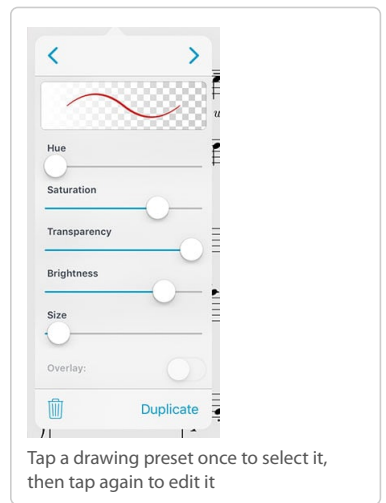 Hue
Saturation
Transparency
Brightness
Size
Overlay:
Duplicate
Tap a drawing preset once to select it,
then tap again to edit it